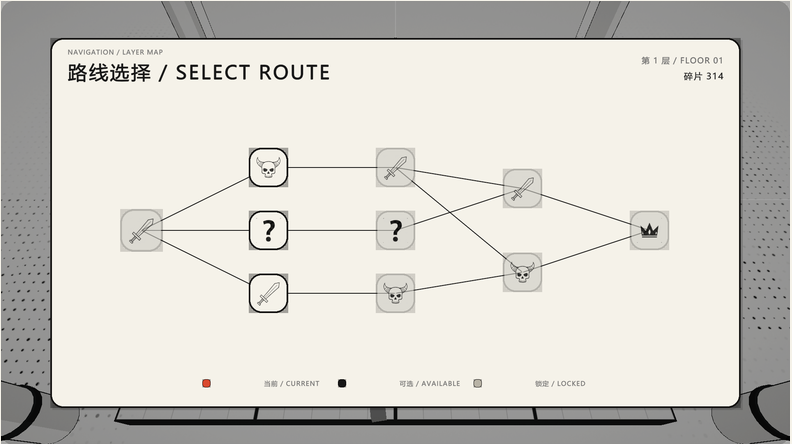 NAVIGATION / LAYER MAP
路线选择 / SELECT ROUTE
第 1 层 / FLOOR 01
碎片 314
?
?
当前 / CURRENT
可选 / AVAILABLE
锁定 / LOCKED